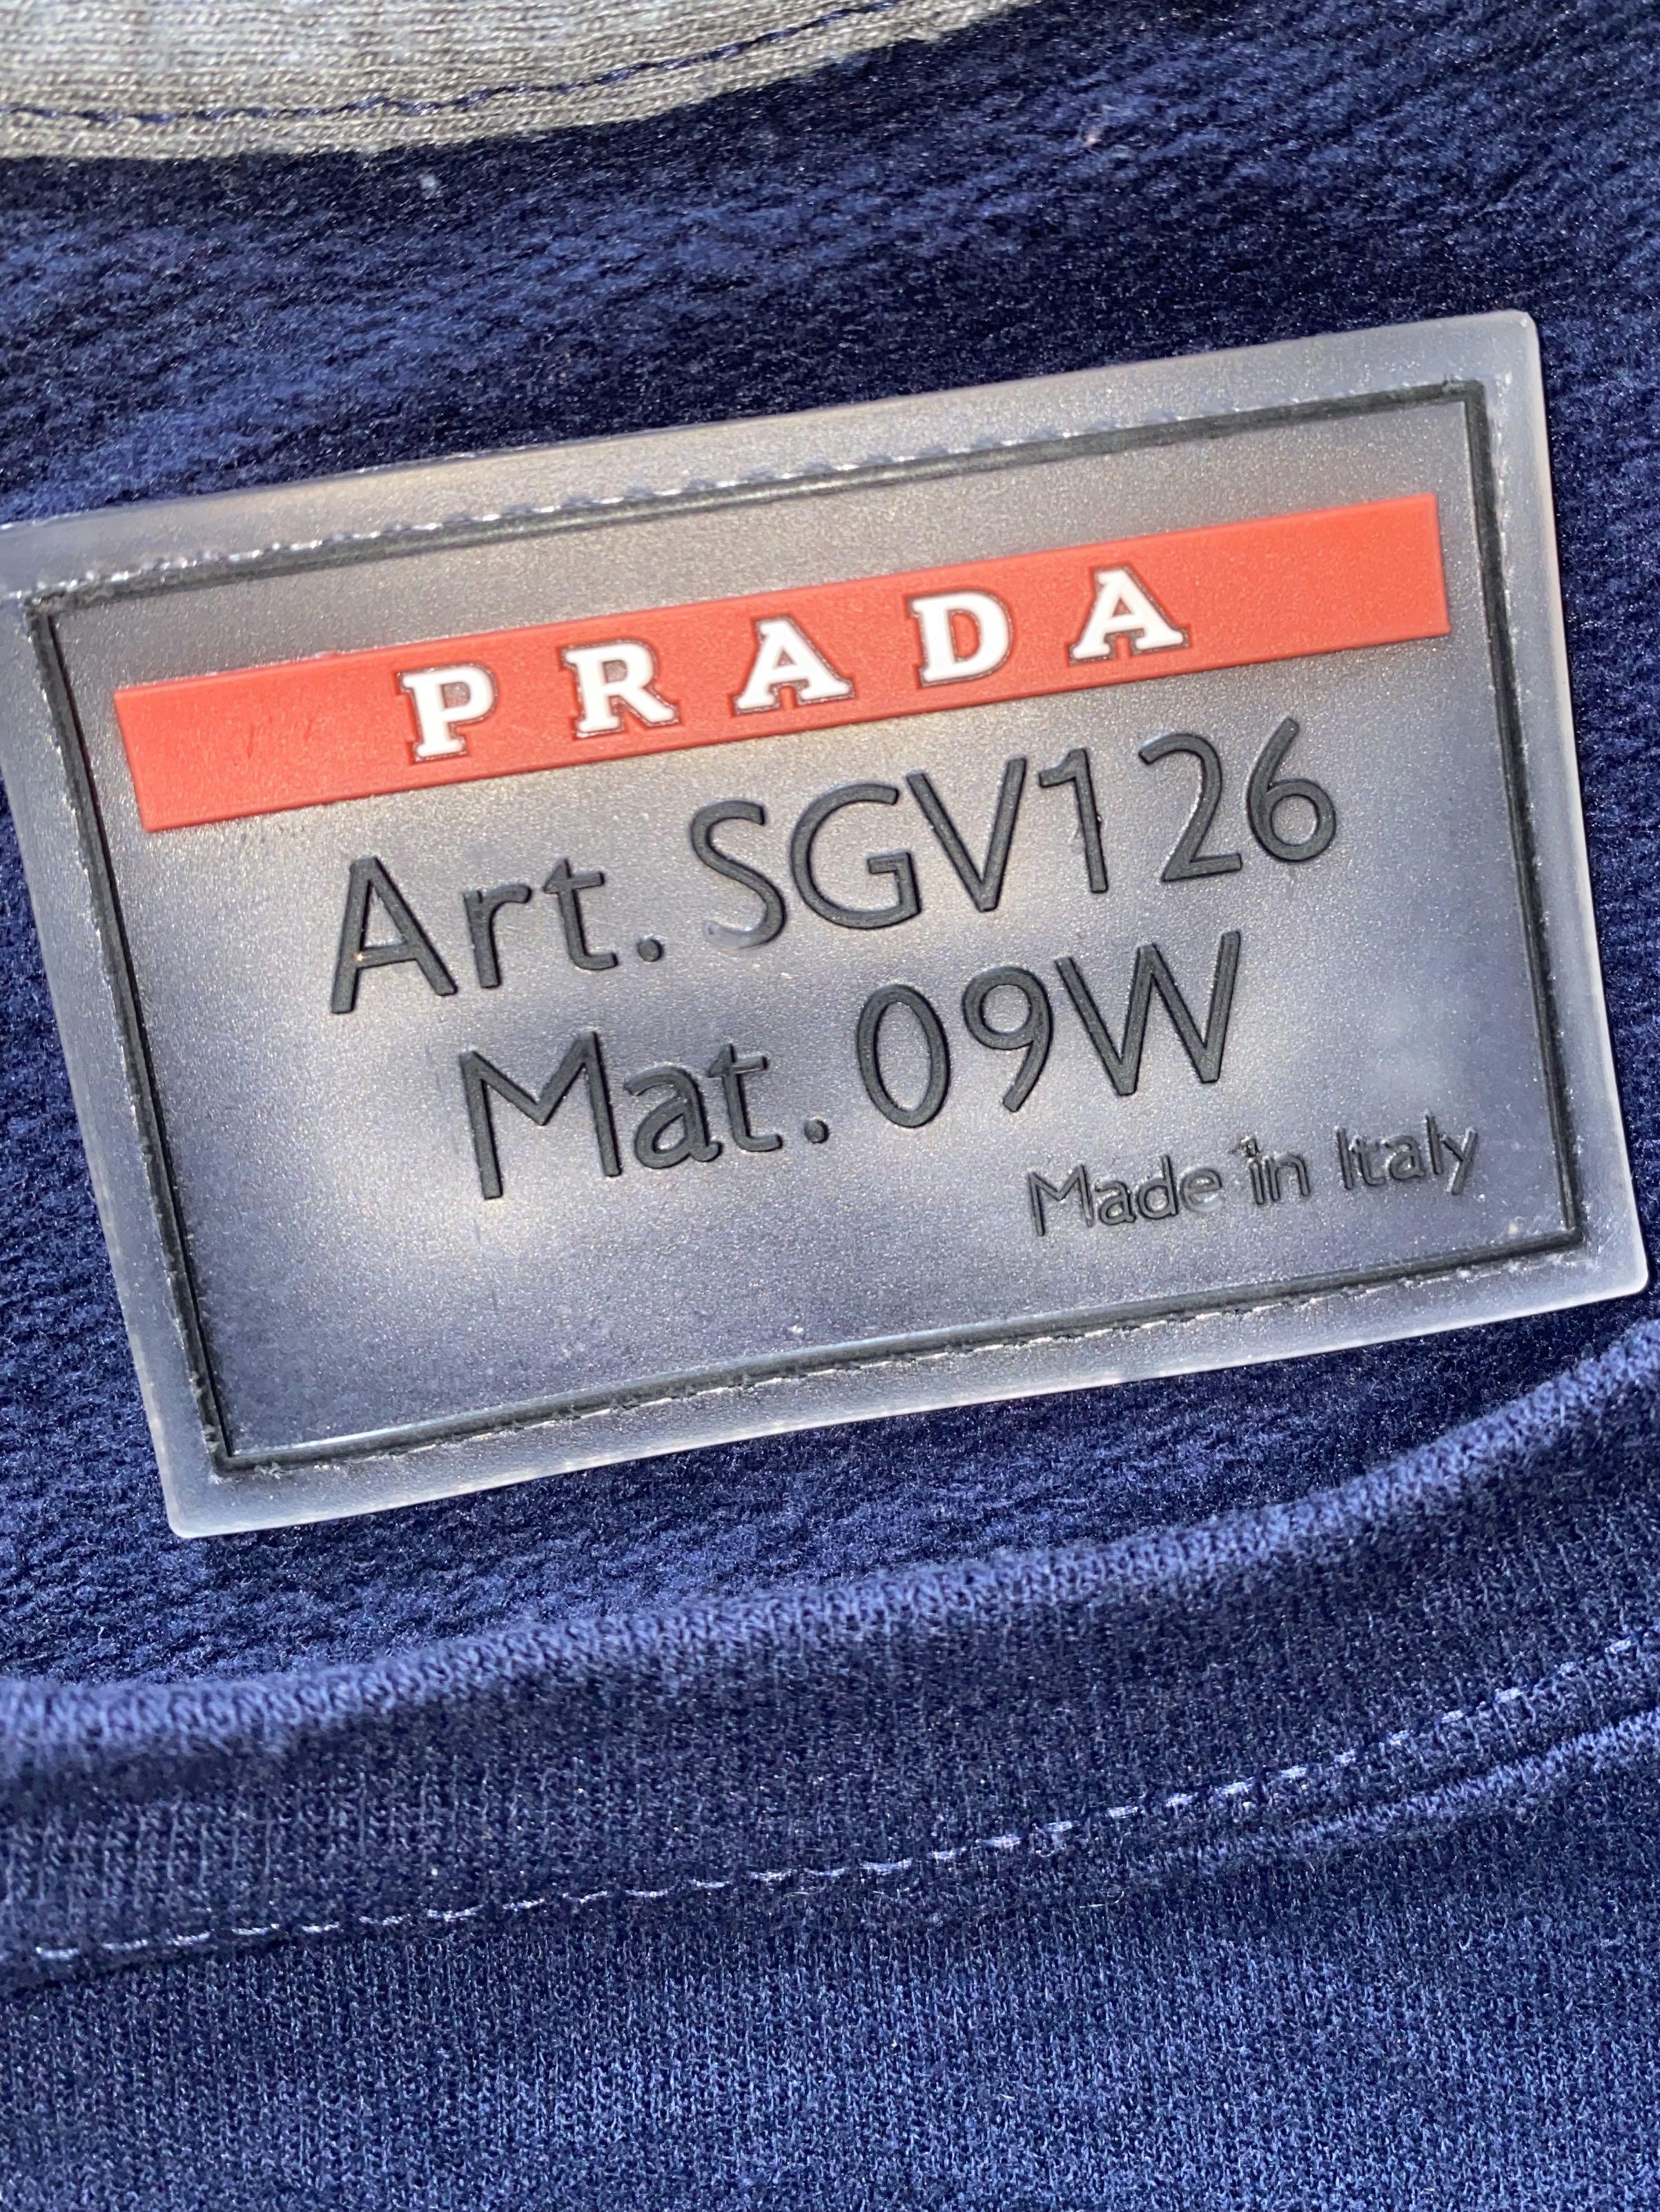 PRADA
Art. SGV126
Mat. 09W
Made in Italy